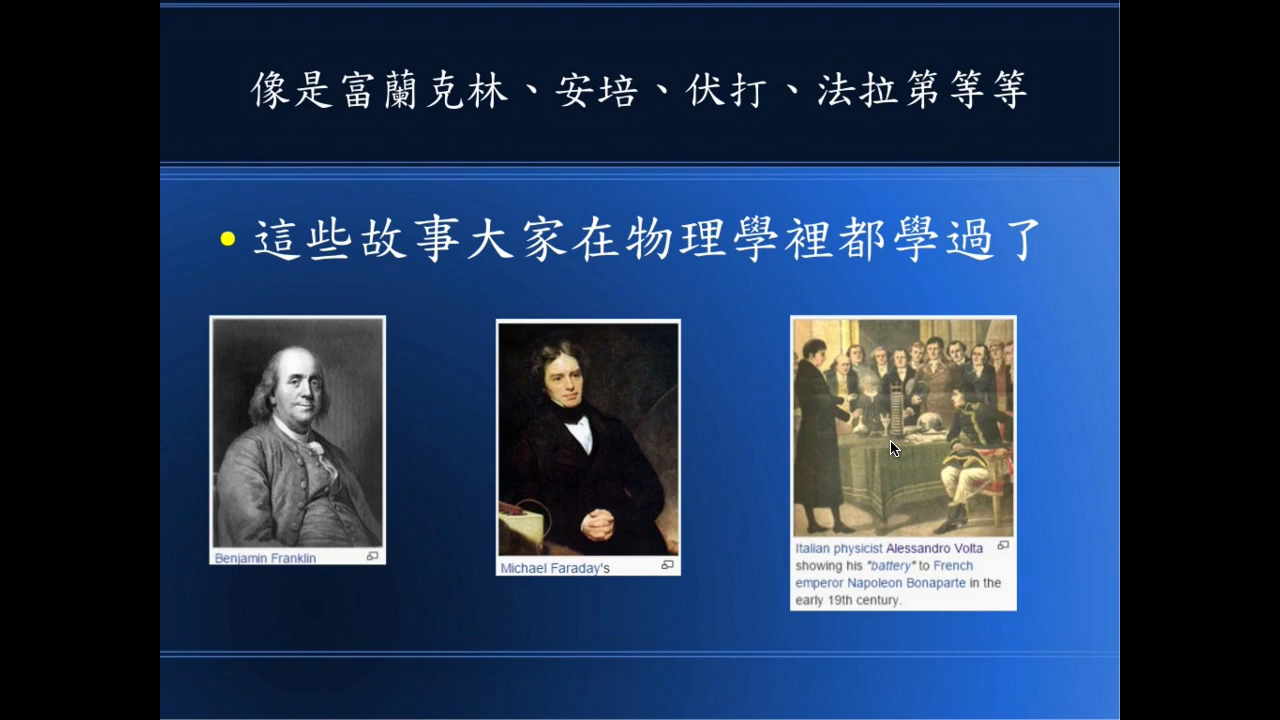 像是富蘭克林、安培、伏打、法拉第等等
這些故事大家在物理學裡都學過了
Benjamin Franklin
Michael Faraday's
Italian physicist Alessandro Volta
showing his "battery" to French
emperor Napoleon Bonaparte in the
early 19th century.